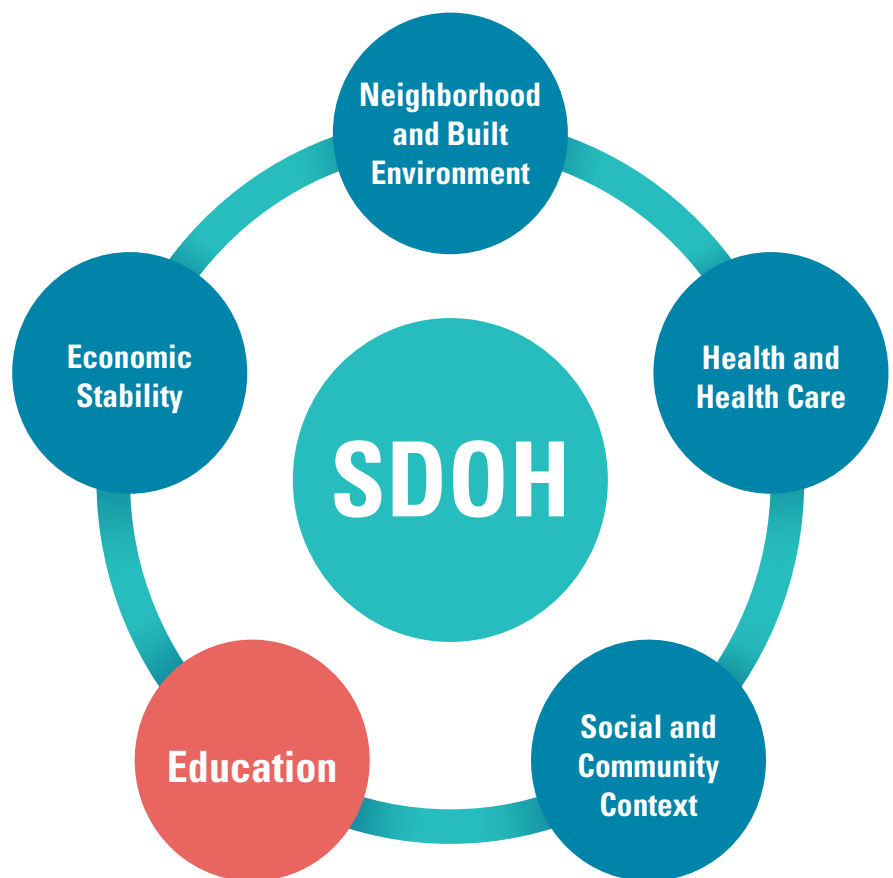 Neighborhood
and Built
Environment
Economic
Stability
Health and
Health Care
SDOH
Education
Social and
Community
Context